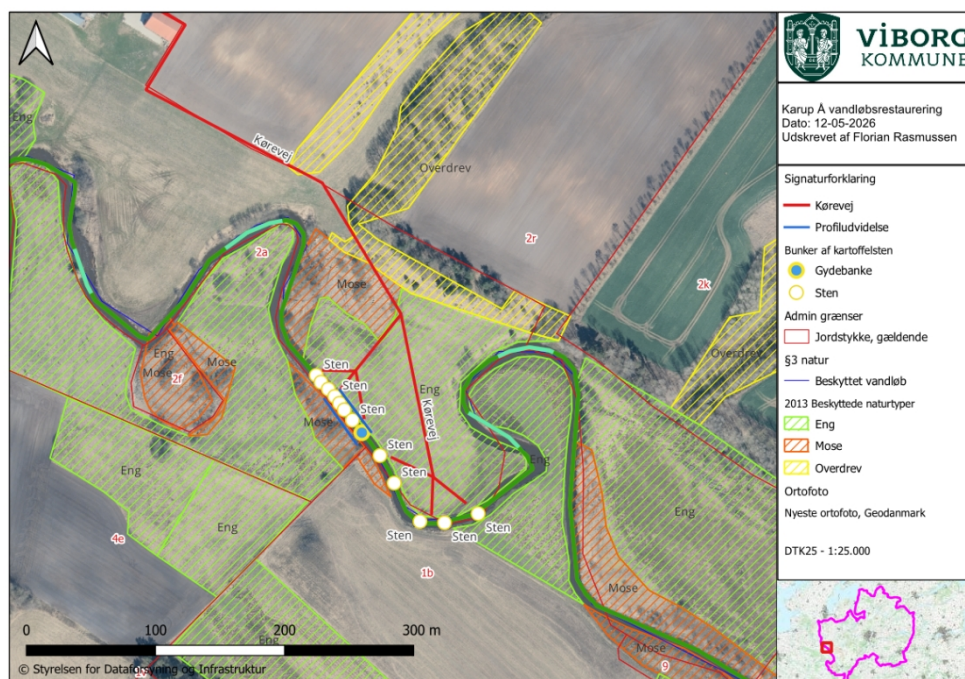 VIBORG
KOMMUNE
Karup Å vandløbsrestaurering
Dato: 12-05-2026
Udskrevet af Florian Rasmussen
Signaturforklaring
Kørevej
Profiludvidelse
Bunker af kartoffelsten
Gydebanke
Sten
Admin grænser
Jordstykke, gældende
§3 natur
Beskyttet vandløb
2013 Beskyttede naturtyper
Eng
Mose
Overdrev
Ortofoto
Nyeste ortofoto, Geodanmark
DTK25 - 1:25.000
Eng
Kørevej
Overdrev
2a
2r
2k
Mose
Eng
Mose
Mose
2f
Overdrev
Sten
Sten
Sten
Eng
Kørevej
Mose
Sten
Sten
Eng
Eng
Eng
Eng
Sten
Sten
Sten
4e
1b
Mose
Eng
Mose
9
0
100
200
300 m
© Styrelsen for Dataforsyning og Infrastruktur